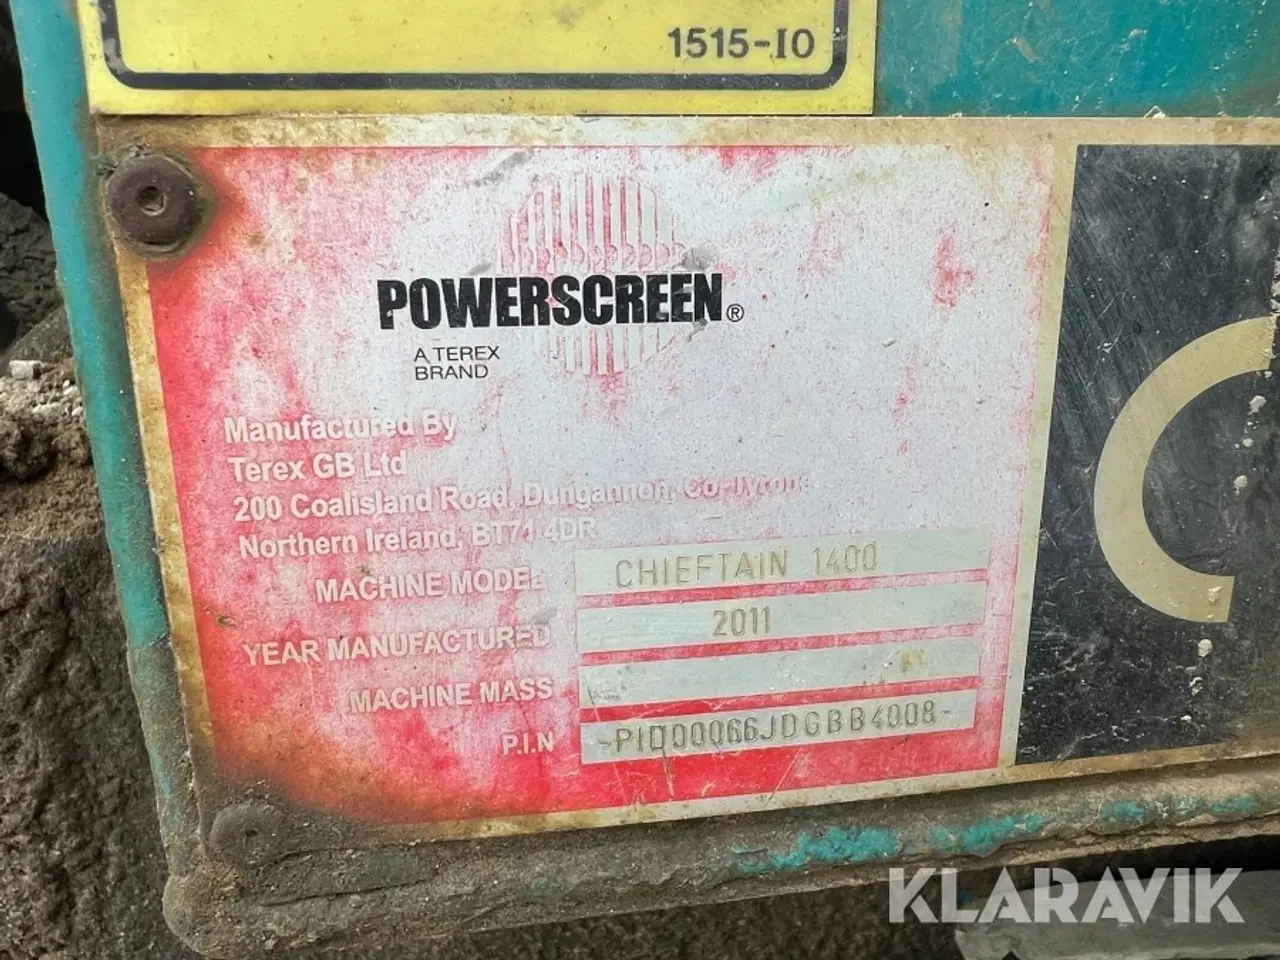 1515-10
POWERSCREEN®
A TEREX
BRAND
Manufactured By
Terex GB Ltd
200 Coalisland Road, Dungannon, Co. Tyrone
Northern Ireland, BT71 4DR
MACHINE MODEL CHIEFTAIN 1400
YEAR MANUFACTURED 2011
MACHINE MASS
P.I.N -PID00066JDGBB4008-
KLARAVIK